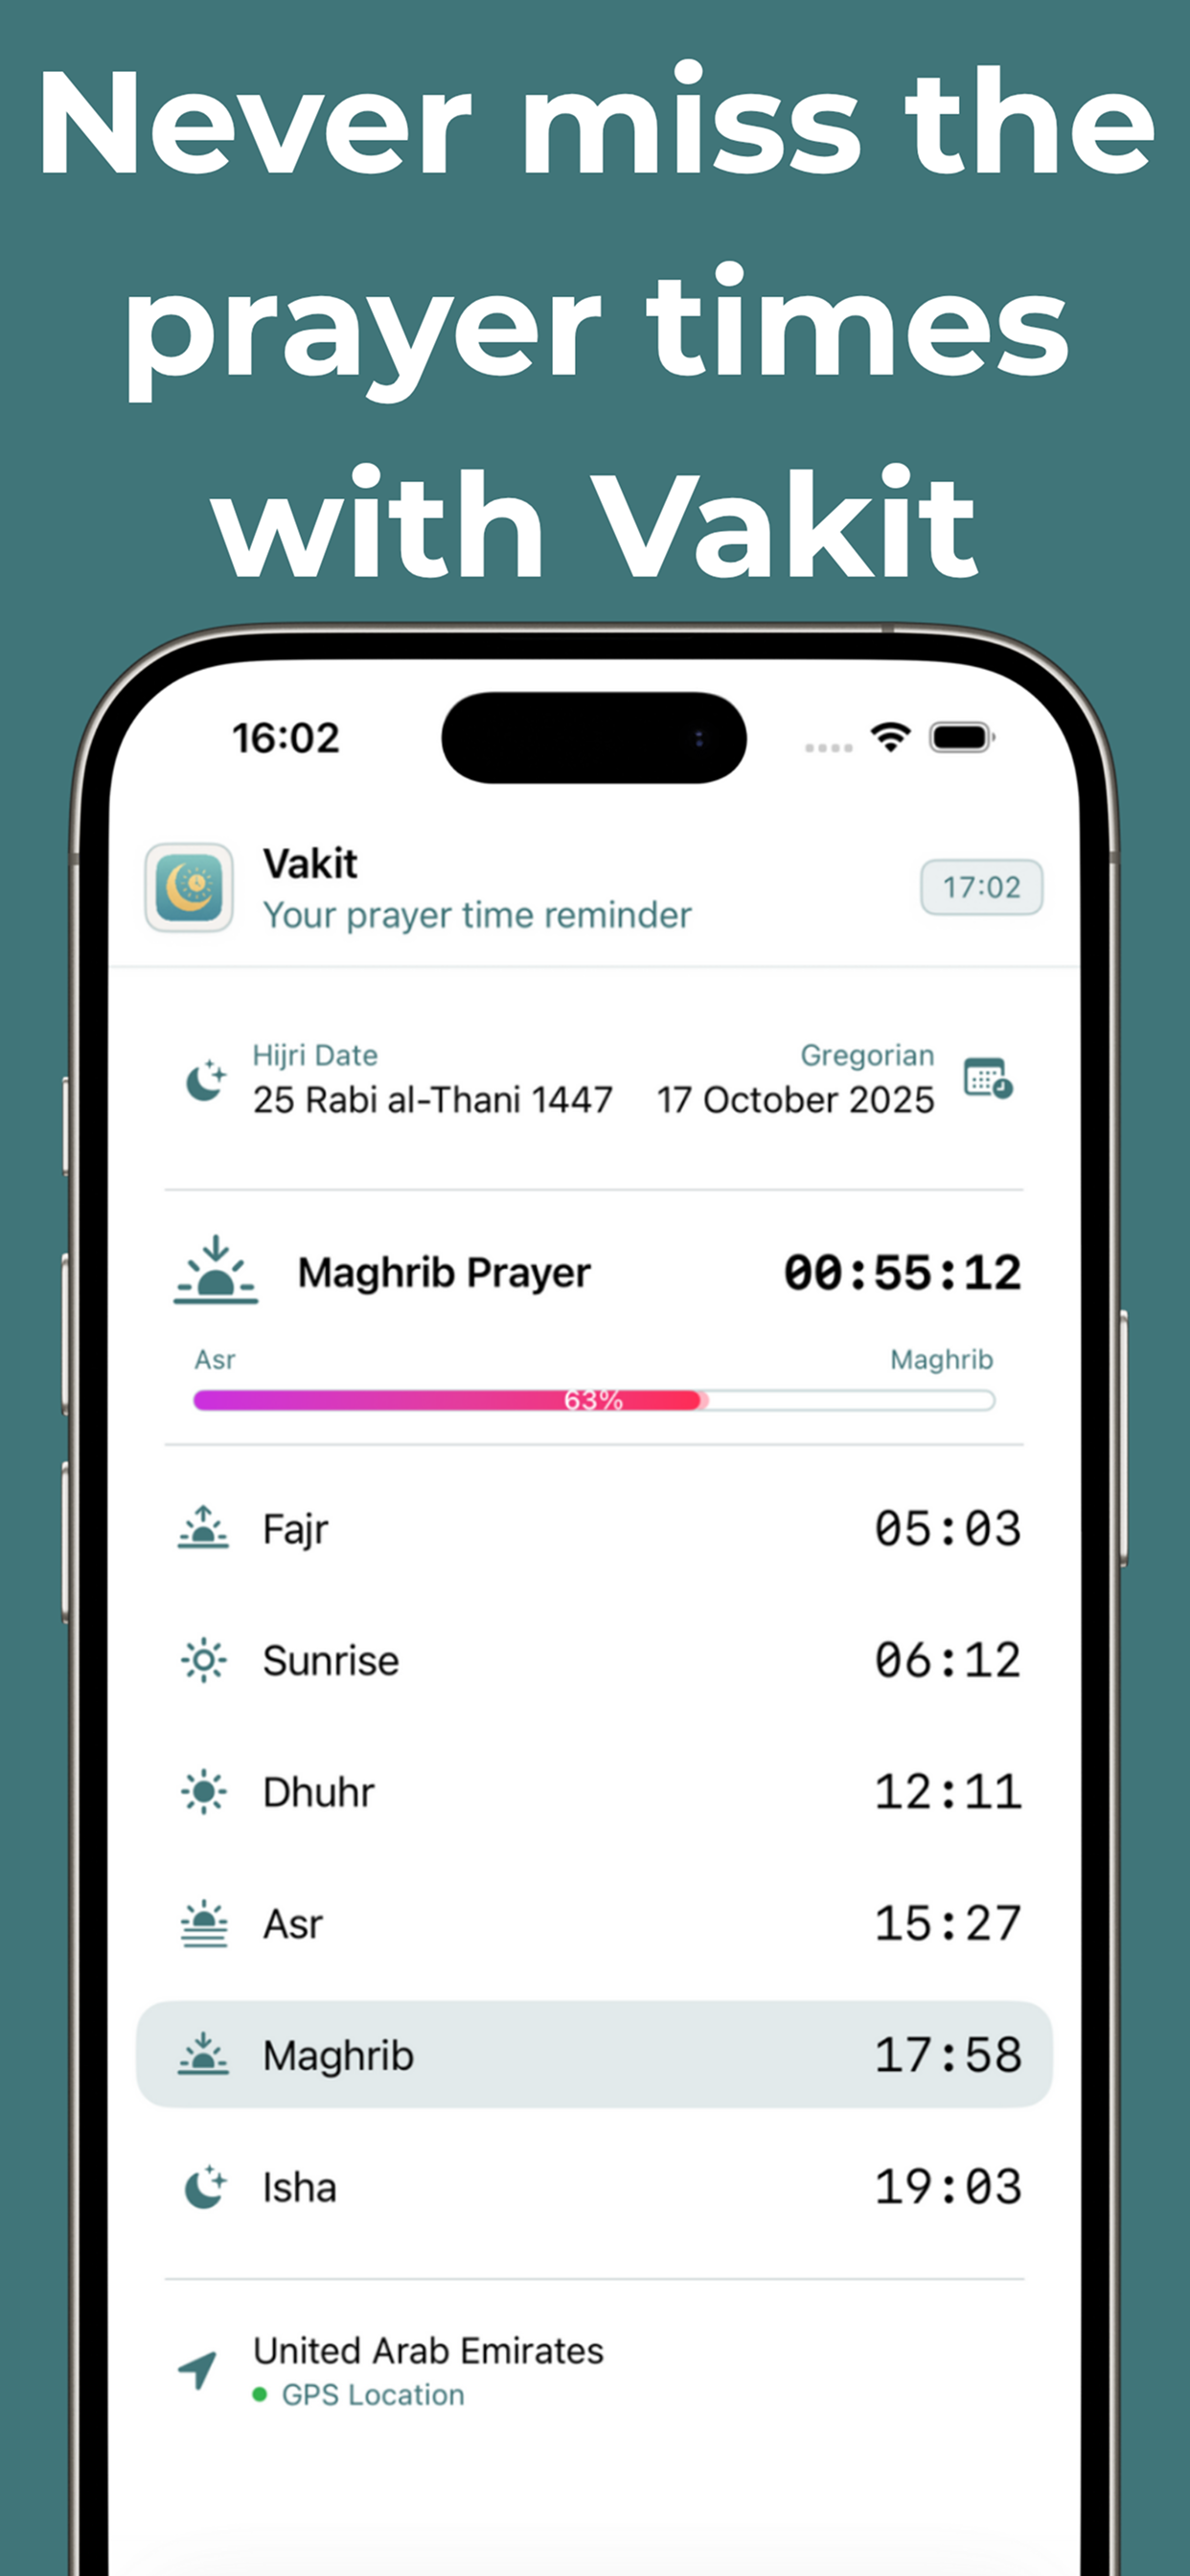 Never miss the
prayer times
with Vakit
16:02
Vakit
Your prayer time reminder
17:02
Hijri Date
25 Rabi al-Thani 1447
Gregorian
17 October 2025
Maghrib Prayer
00:55:12
Asr
Maghrib
63%
Fajr
05:03
Sunrise
06:12
Dhuhr
12:11
Asr
15:27
Maghrib
17:58
Isha
19:03
United Arab Emirates
GPS Location